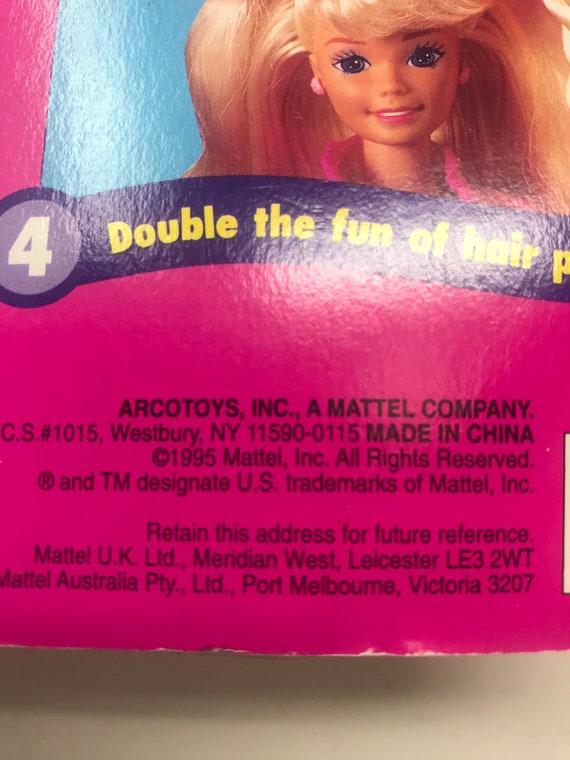 4
Double the fun of hair p
ARCOTOYS, INC., A MATTEL COMPANY.
C.S.#1015, Westbury, NY 11590-0115 MADE IN CHINA
©1995 Mattel, Inc. All Rights Reserved.
® and TM designate U.S. trademarks of Mattel, Inc.
Retain this address for future reference.
Mattel U.K. Ltd., Meridian West, Leicester LE3 2WT
Mattel Australia Pty., Ltd., Port Melbourne, Victoria 3207